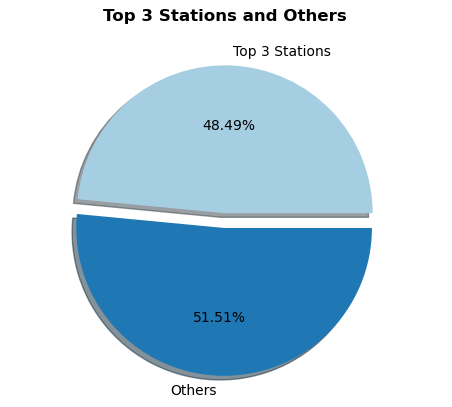 Top 3 Stations and Others
Top 3 Stations
48.49%
51.51%
Others